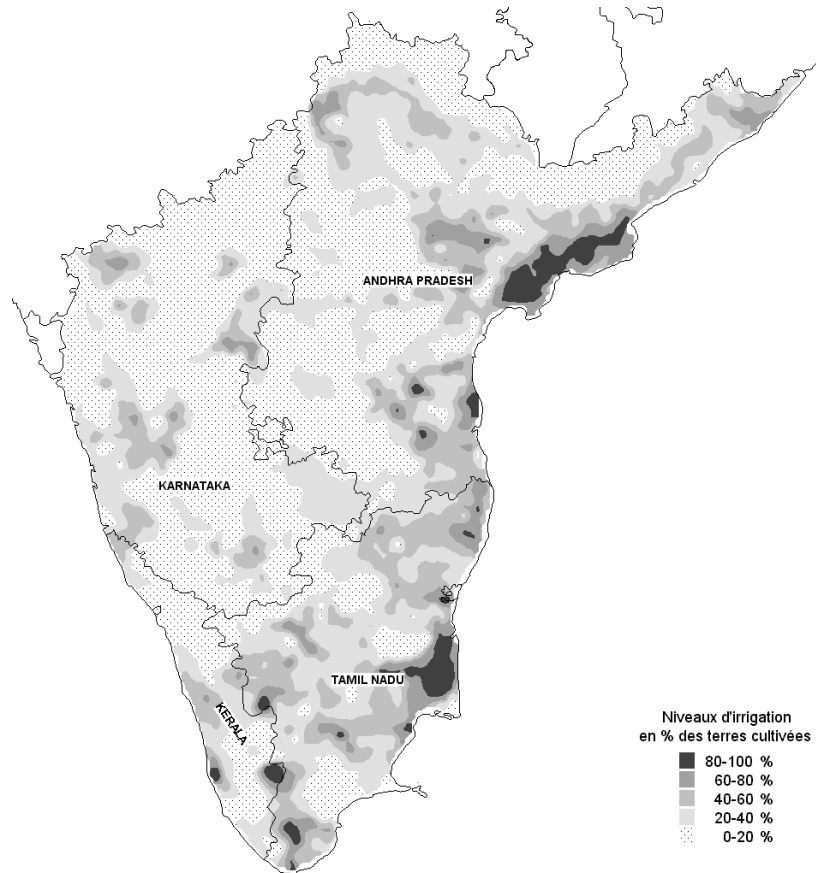 ANDHRA PRADESH
KARNATAKA
TAMIL NADU
KERALA
Niveaux d'irrigation
en % des terres cultivées
80-100 %
60-80 %
40-60 %
20-40 %
0-20 %